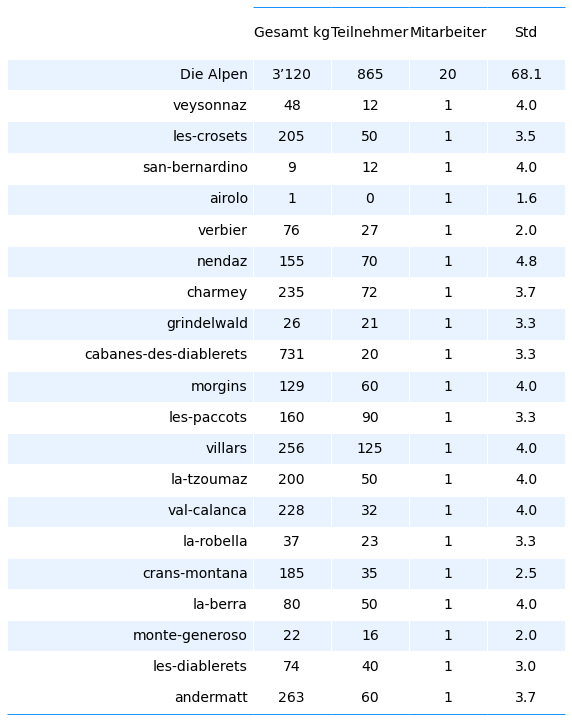 Gesamt kg Teilnehmer Mitarbeiter Std
Die Alpen 3’120 865 20 68.1
veysonnaz 48 12 1 4.0
les-crosets 205 50 1 3.5
san-bernardino 9 12 1 4.0
airolo 1 0 1 1.6
verbier 76 27 1 2.0
nendaz 155 70 1 4.8
charmey 235 72 1 3.7
grindelwald 26 21 1 3.3
cabanes-des-diablerets 731 20 1 3.3
morgins 129 60 1 4.0
les-paccots 160 90 1 3.3
villars 256 125 1 4.0
la-tzoumaz 200 50 1 4.0
val-calanca 228 32 1 4.0
la-robella 37 23 1 3.3
crans-montana 185 35 1 2.5
la-berra 80 50 1 4.0
monte-generoso 22 16 1 2.0
les-diablerets 74 40 1 3.0
andermatt 263 60 1 3.7